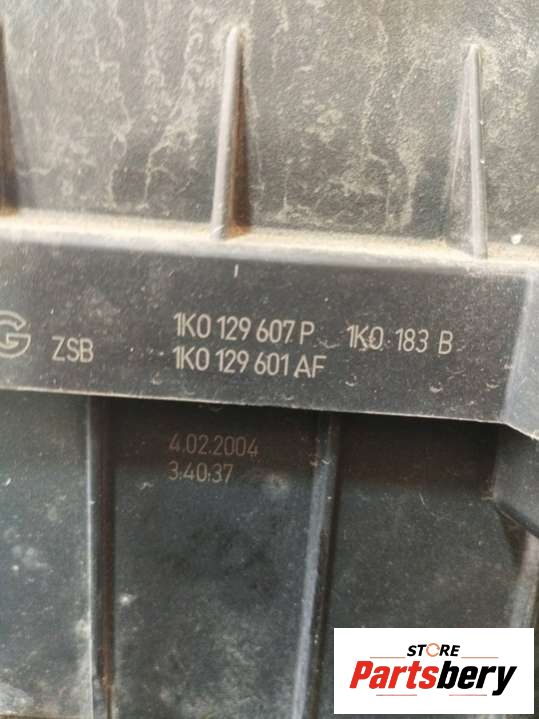 1K0 129 607 P 1K0 183 B
G ZSB 1K0 129 601 AF
4.02.2004
3:40:37
STORE
Partsbery